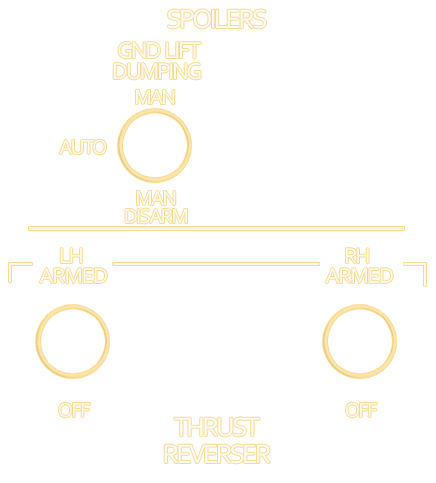 SPOILERS
GND LIFT
DUMPING
MAN
AUTO
MAN
DISARM
LH
ARMED
RH
ARMED
OFF
OFF
THRUST
REVERSER